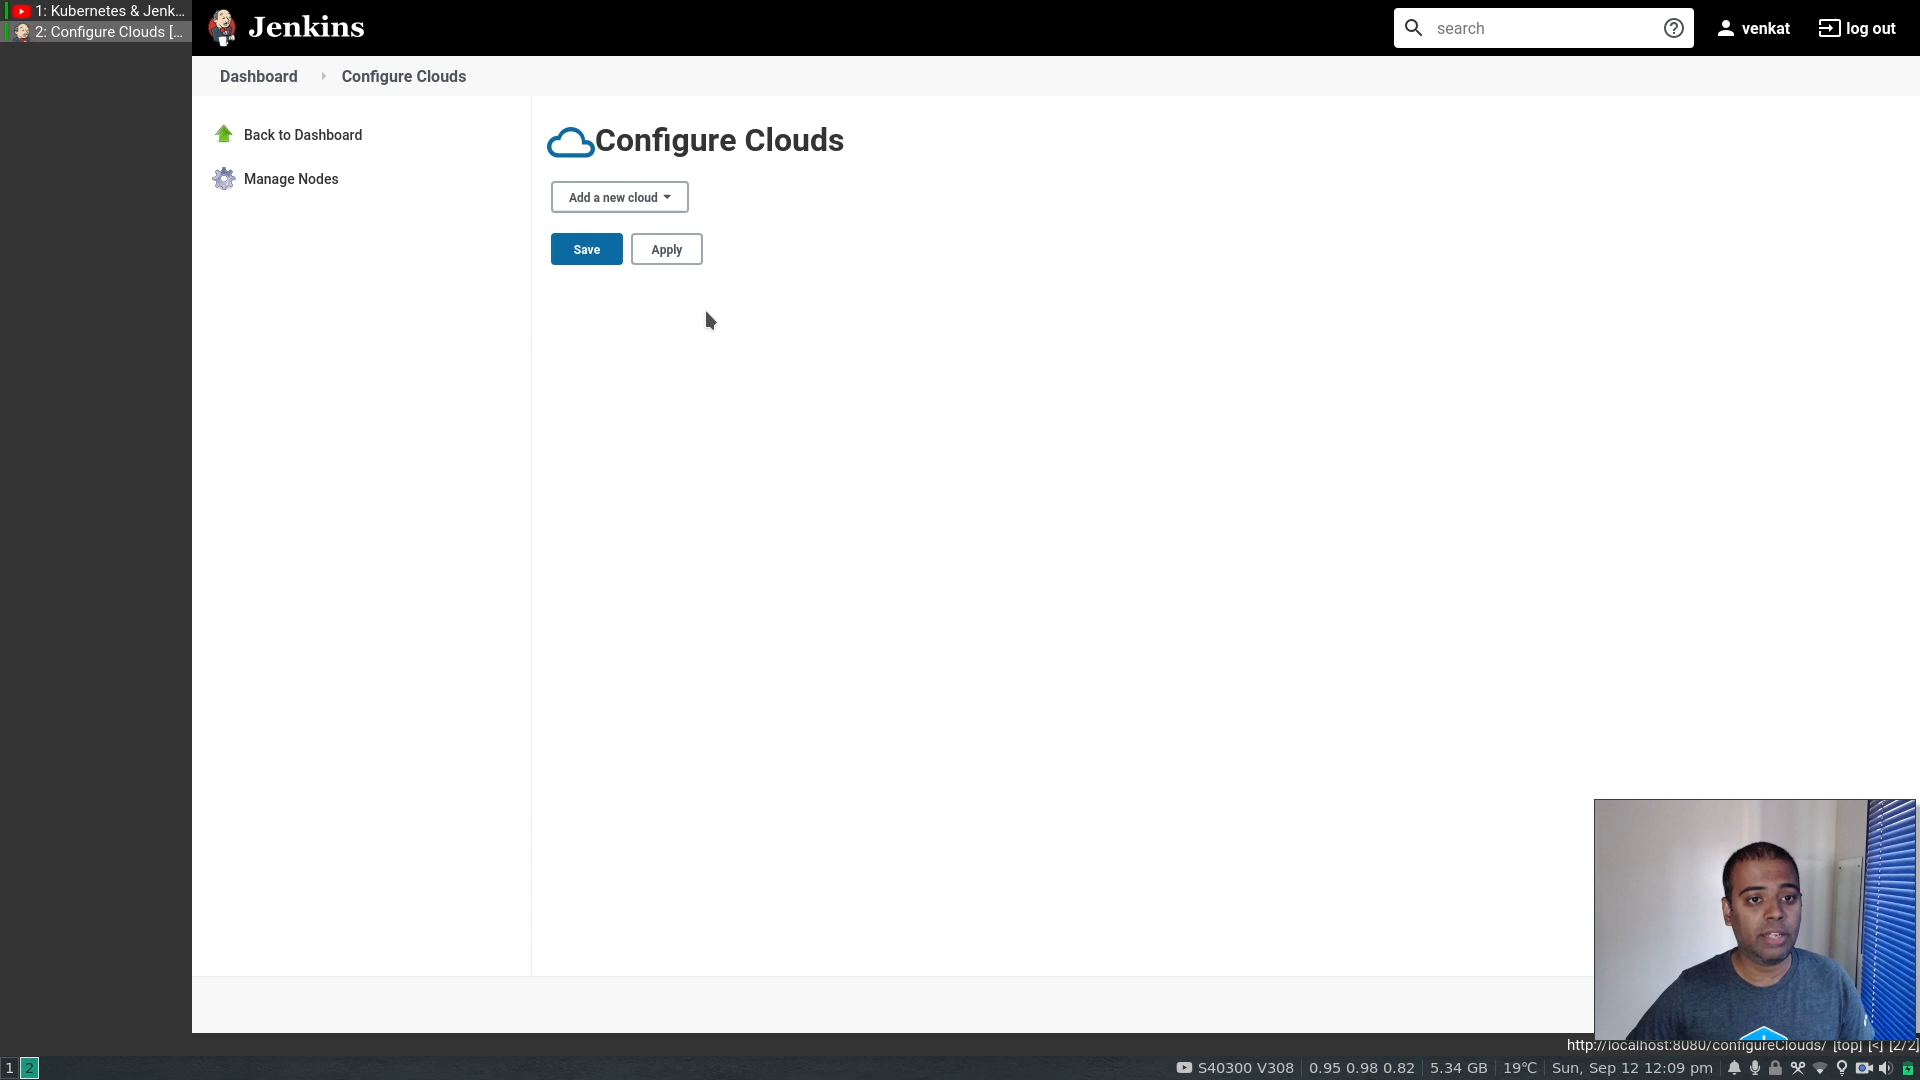 1: Kubernetes & Jenk...
2: Configure Clouds [...
Jenkins
search
venkat
log out
Dashboard
Configure Clouds
Back to Dashboard
Manage Nodes
Configure Clouds
Add a new cloud
Save
Apply
http://localhost:8080/configureClouds/ [top] [<] [2/2]
1
2
S40300 V308
0.95 0.98 0.82
5.34 GB
19°C
Sun, Sep 12 12:09 pm